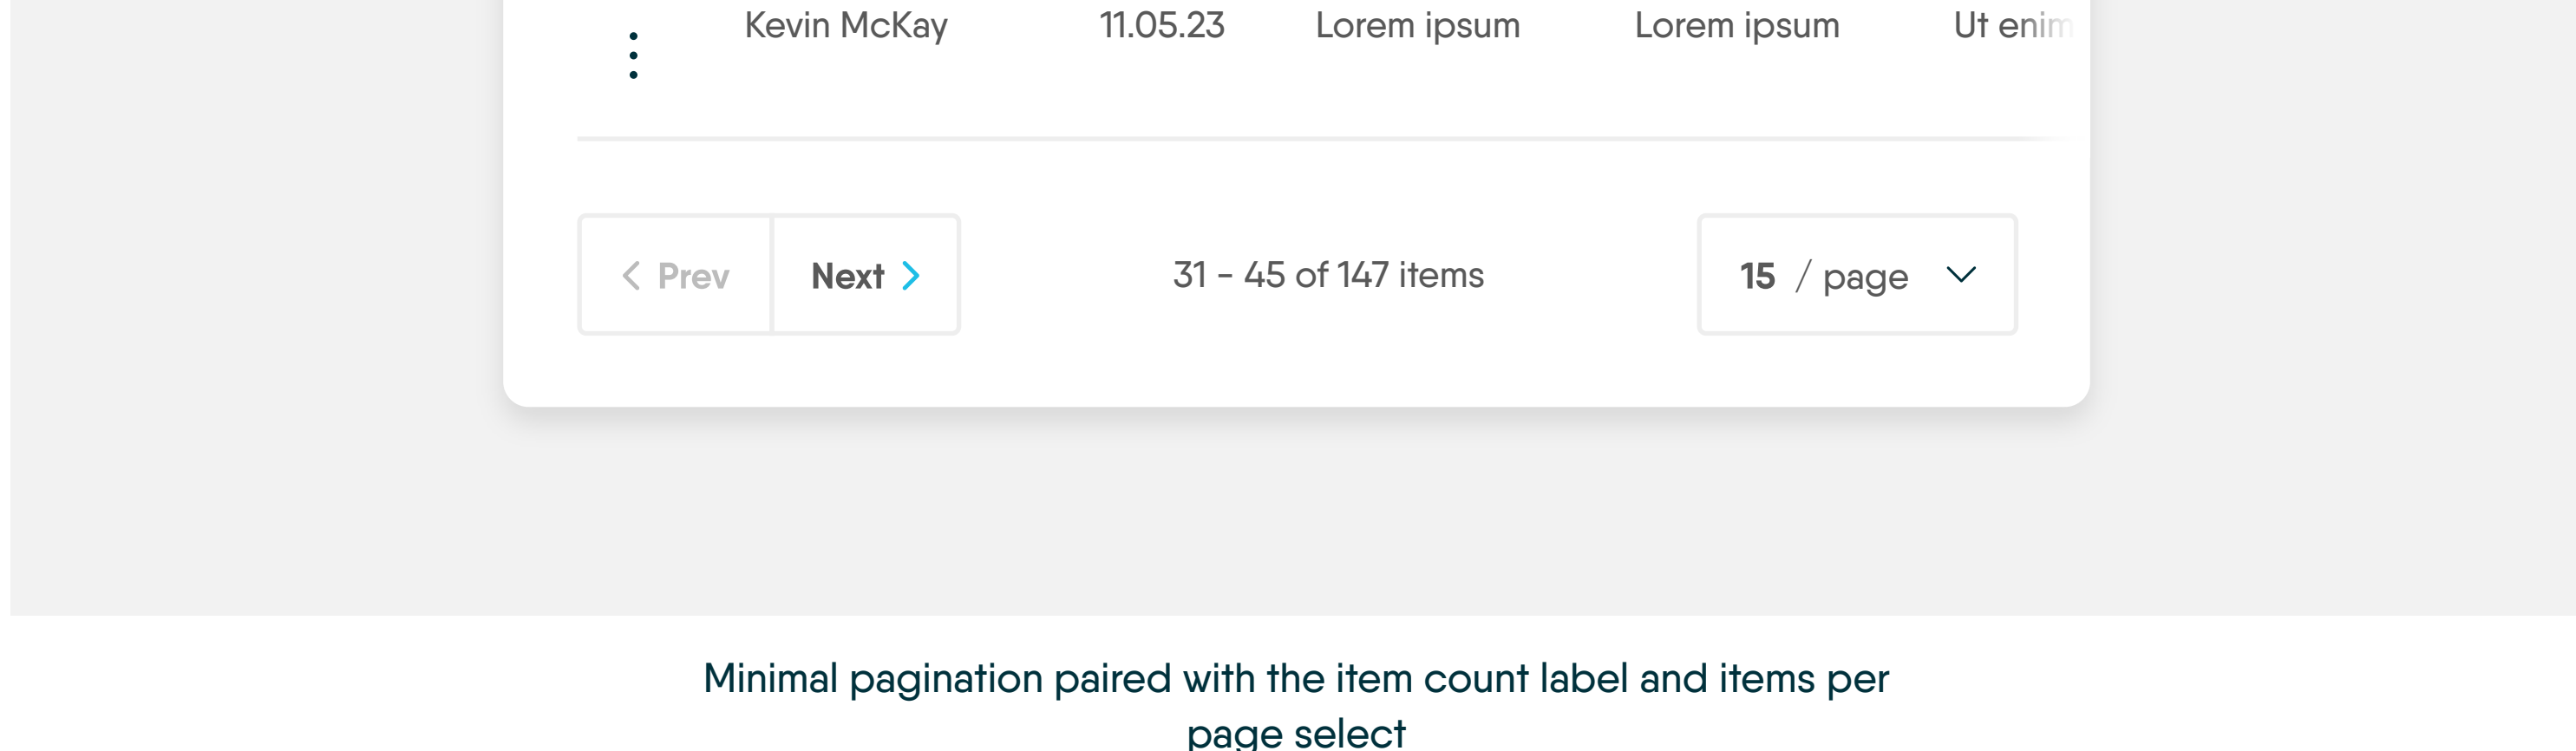 Kevin McKay 11.05.23 Lorem ipsum Lorem ipsum Ut enim
Prev Next 31 - 45 of 147 items 15 / page
Minimal pagination paired with the item count label and items per
page select